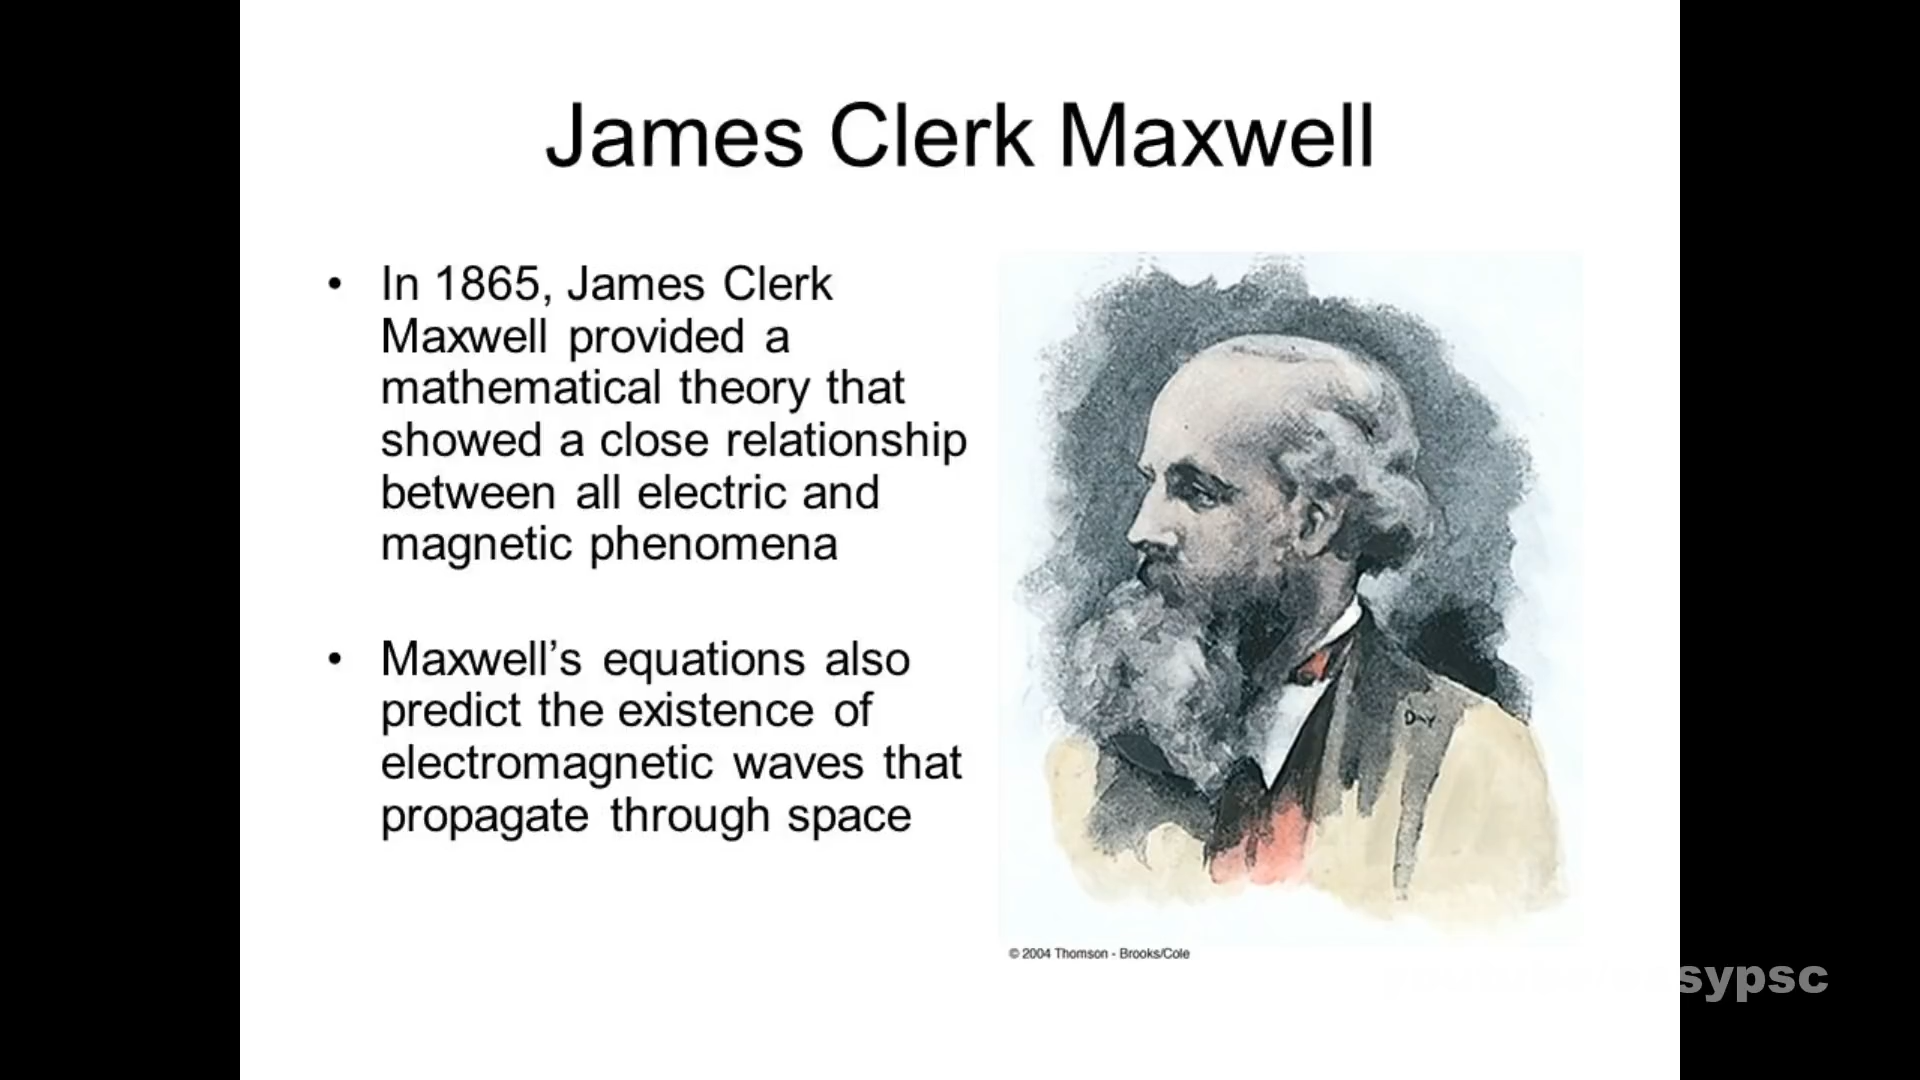 James Clerk Maxwell
• In 1865, James Clerk
Maxwell provided a
mathematical theory that
showed a close relationship
between all electric and
magnetic phenomena
• Maxwell’s equations also
predict the existence of
electromagnetic waves that
propagate through space
Day
© 2004 Thomson - Brooks/Cole